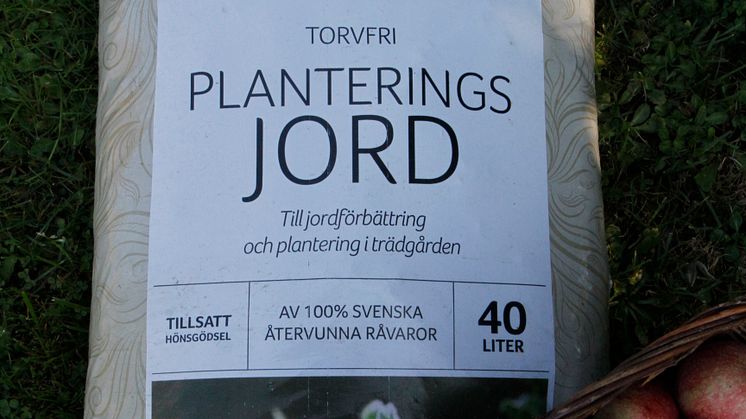 TORVFRI
PLANTERINGS
JORD
Till jordförbättring
och plantering i trädgården
TILLSATT
HÖNSGÖDSEL
AV 100% SVENSKA
ÅTERVUNNA RÅVAROR
40
LITER